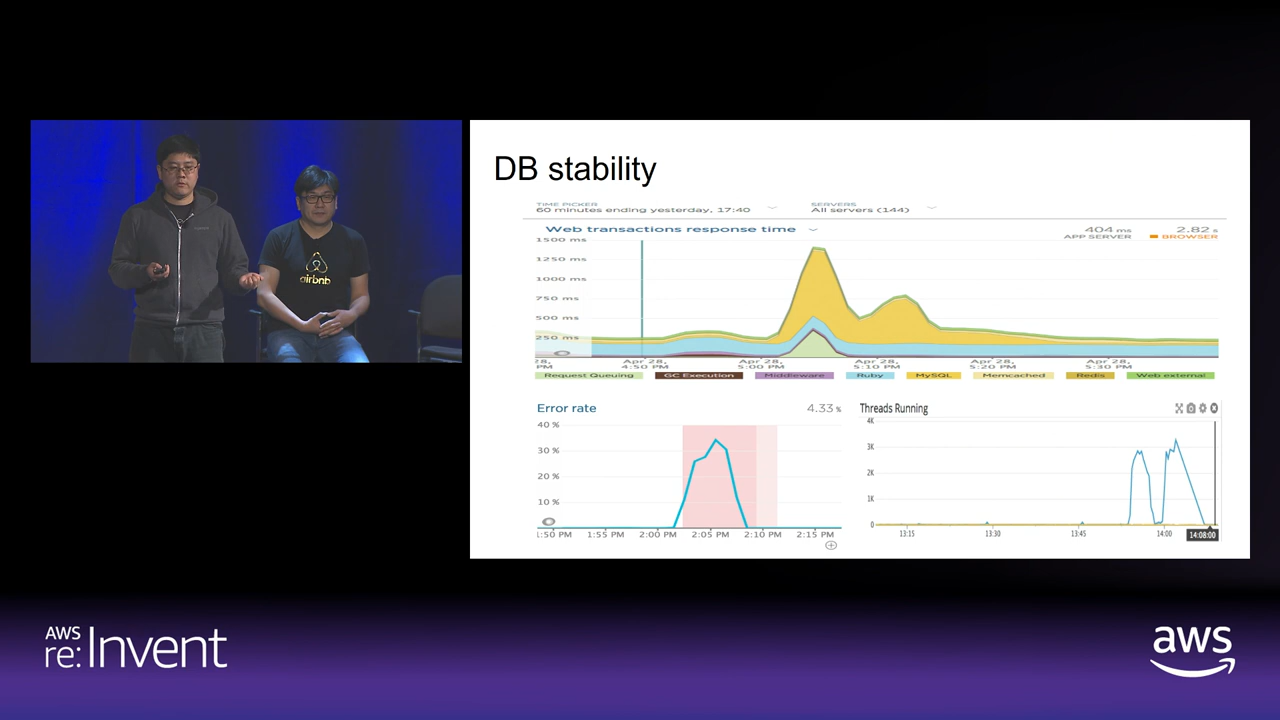 airbnb
DB stability
TIME PICKER
60 minutes ending yesterday, 17:40
SERVERS
All servers (144)
Web transactions response time
404 ms
APP SERVER
2.82 s
BROWSER
1500 ms
1250 ms
1000 ms
750 ms
500 ms
250 ms
28,
PM
Apr 28,
4:50 PM
Apr 28,
5:00 PM
Apr 28,
5:10 PM
Apr 28,
5:20 PM
Apr 28,
5:30 PM
Request Queuing
GC Execution
Middleware
Ruby
MySQL
Memcached
Redis
Web external
Error rate
4.33 %
40 %
30 %
20 %
10 %
1:50 PM
1:55 PM
2:00 PM
2:05 PM
2:10 PM
2:15 PM
Threads Running
4K
3K
2K
1K
0
13:15
13:30
13:45
14:00
14:08:00
AWS
re:Invent
aws